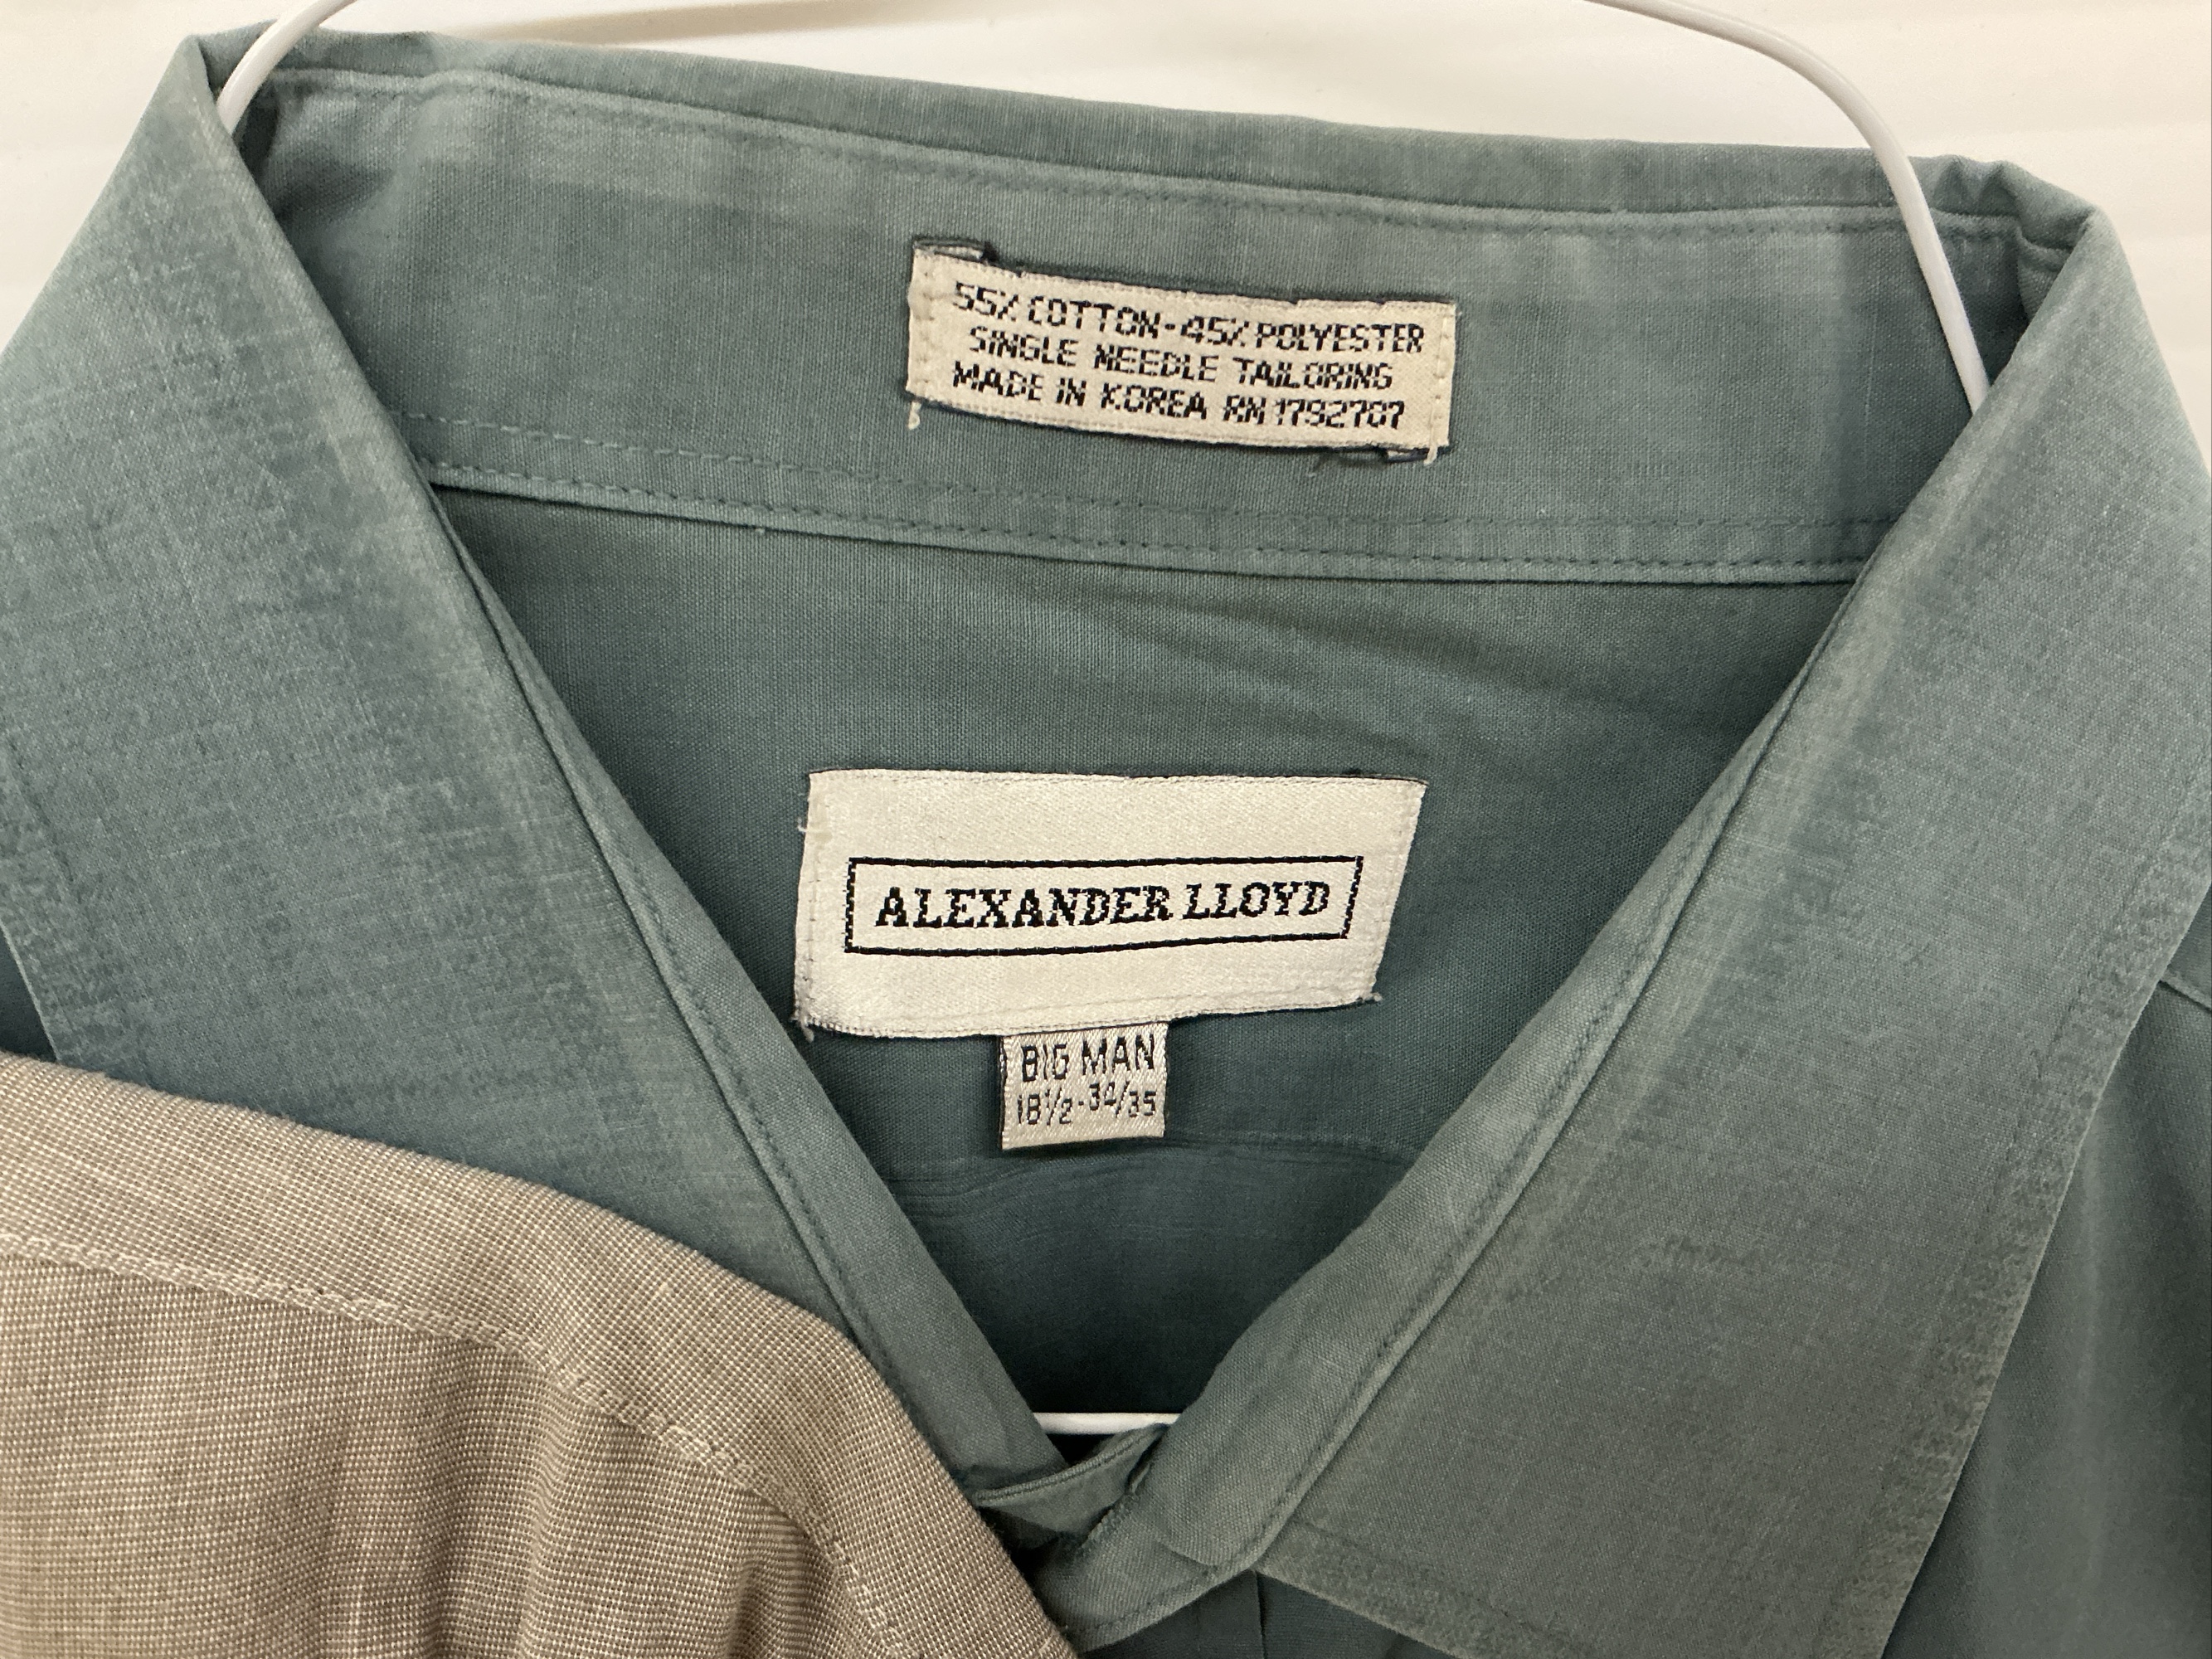 55% COTTON·45% POLYESTER
SINGLE NEEDLE TAILORING
MADE IN KOREA RN 1792707
ALEXANDER LLOYD
BIG MAN
18½-34/35